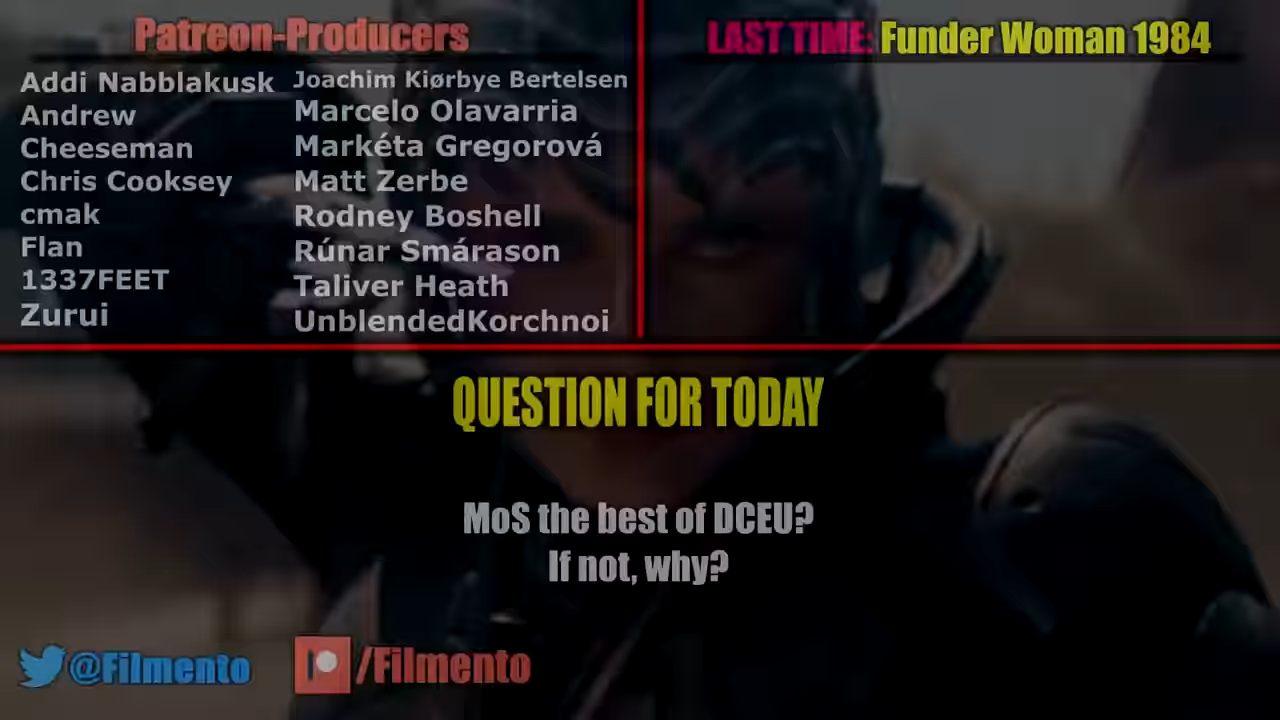 Patreon-Producers
Addi Nabblakusk
Andrew
Cheeseman
Chris Cooksey
cmak
Flan
1337FEET
Zurui
Joachim Kiørbye Bertelsen
Marcelo Olavarria
Markéta Gregorová
Matt Zerbe
Rodney Boshell
Rúnar Smárason
Taliver Heath
UnblendedKorchnoi
LAST TIME: Funder Woman 1984
QUESTION FOR TODAY
MoS the best of DCEU?
If not, why?
@Filmento
/Filmento